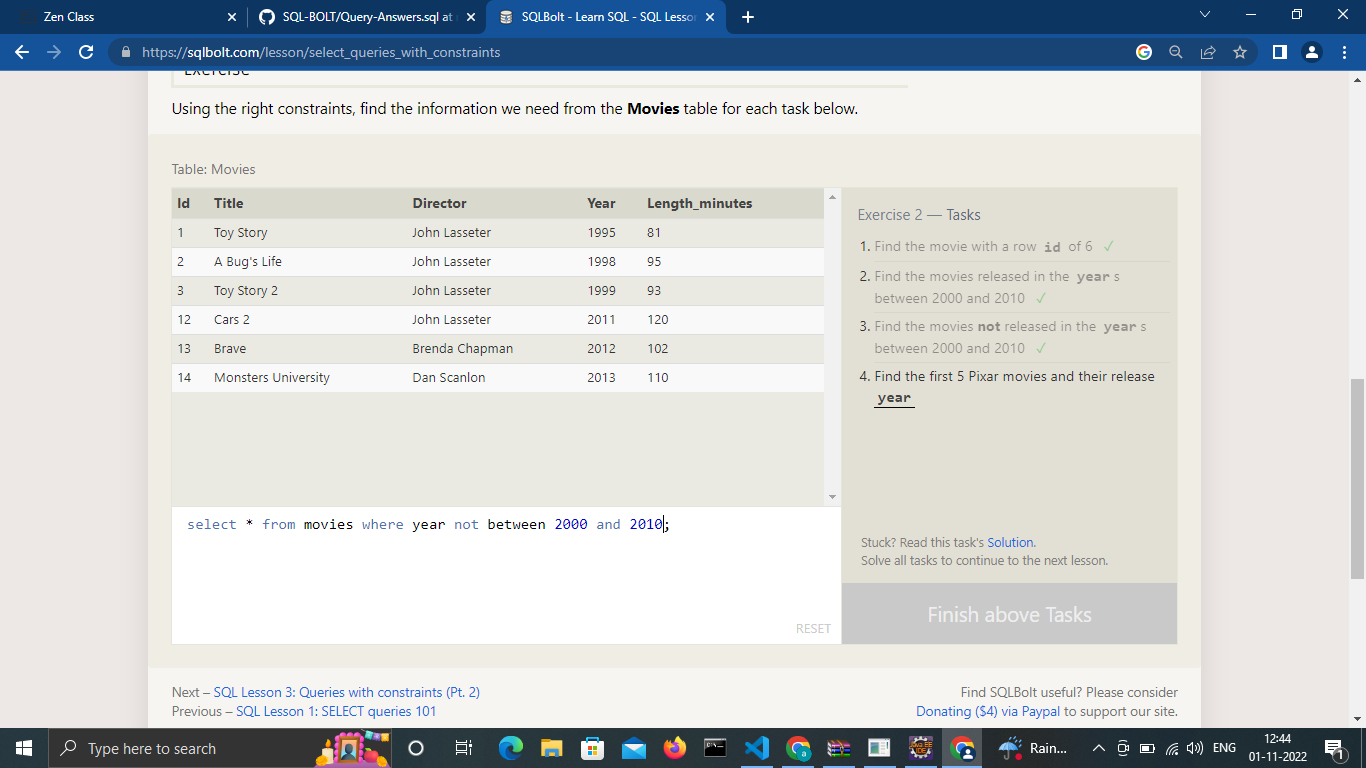 Zen Class
SQL-BOLT/Query-Answers.sql at
SQLBolt - Learn SQL - SQL Lesson
https://sqlbolt.com/lesson/select_queries_with_constraints
Exercise
Using the right constraints, find the information we need from the Movies table for each task below.
Table: Movies
Id Title Director Year Length_minutes
1 Toy Story John Lasseter 1995 81
2 A Bug's Life John Lasseter 1998 95
3 Toy Story 2 John Lasseter 1999 93
12 Cars 2 John Lasseter 2011 120
13 Brave Brenda Chapman 2012 102
14 Monsters University Dan Scanlon 2013 110
select * from movies where year not between 2000 and 2010;
RESET
Exercise 2 — Tasks
1. Find the movie with a row id of 6 ✓
2. Find the movies released in the year s
between 2000 and 2010 ✓
3. Find the movies not released in the year s
between 2000 and 2010 ✓
4. Find the first 5 Pixar movies and their release
year
Stuck? Read this task's Solution.
Solve all tasks to continue to the next lesson.
Finish above Tasks
Next – SQL Lesson 3: Queries with constraints (Pt. 2)
Previous – SQL Lesson 1: SELECT queries 101
Find SQLBolt useful? Please consider
Donating ($4) via Paypal to support our site.
Type here to search
Rain...
ENG
12:44
01-11-2022
1